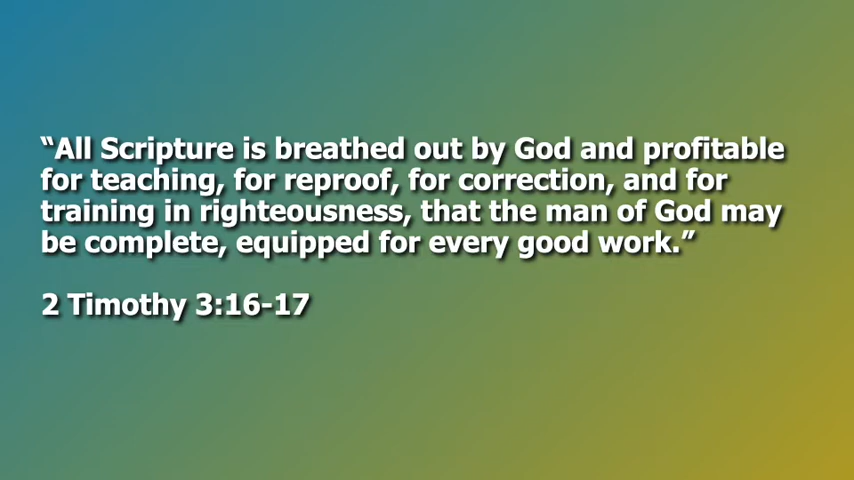 “All Scripture is breathed out by God and profitable
for teaching, for reproof, for correction, and for
training in righteousness, that the man of God may
be complete, equipped for every good work.”
2 Timothy 3:16-17